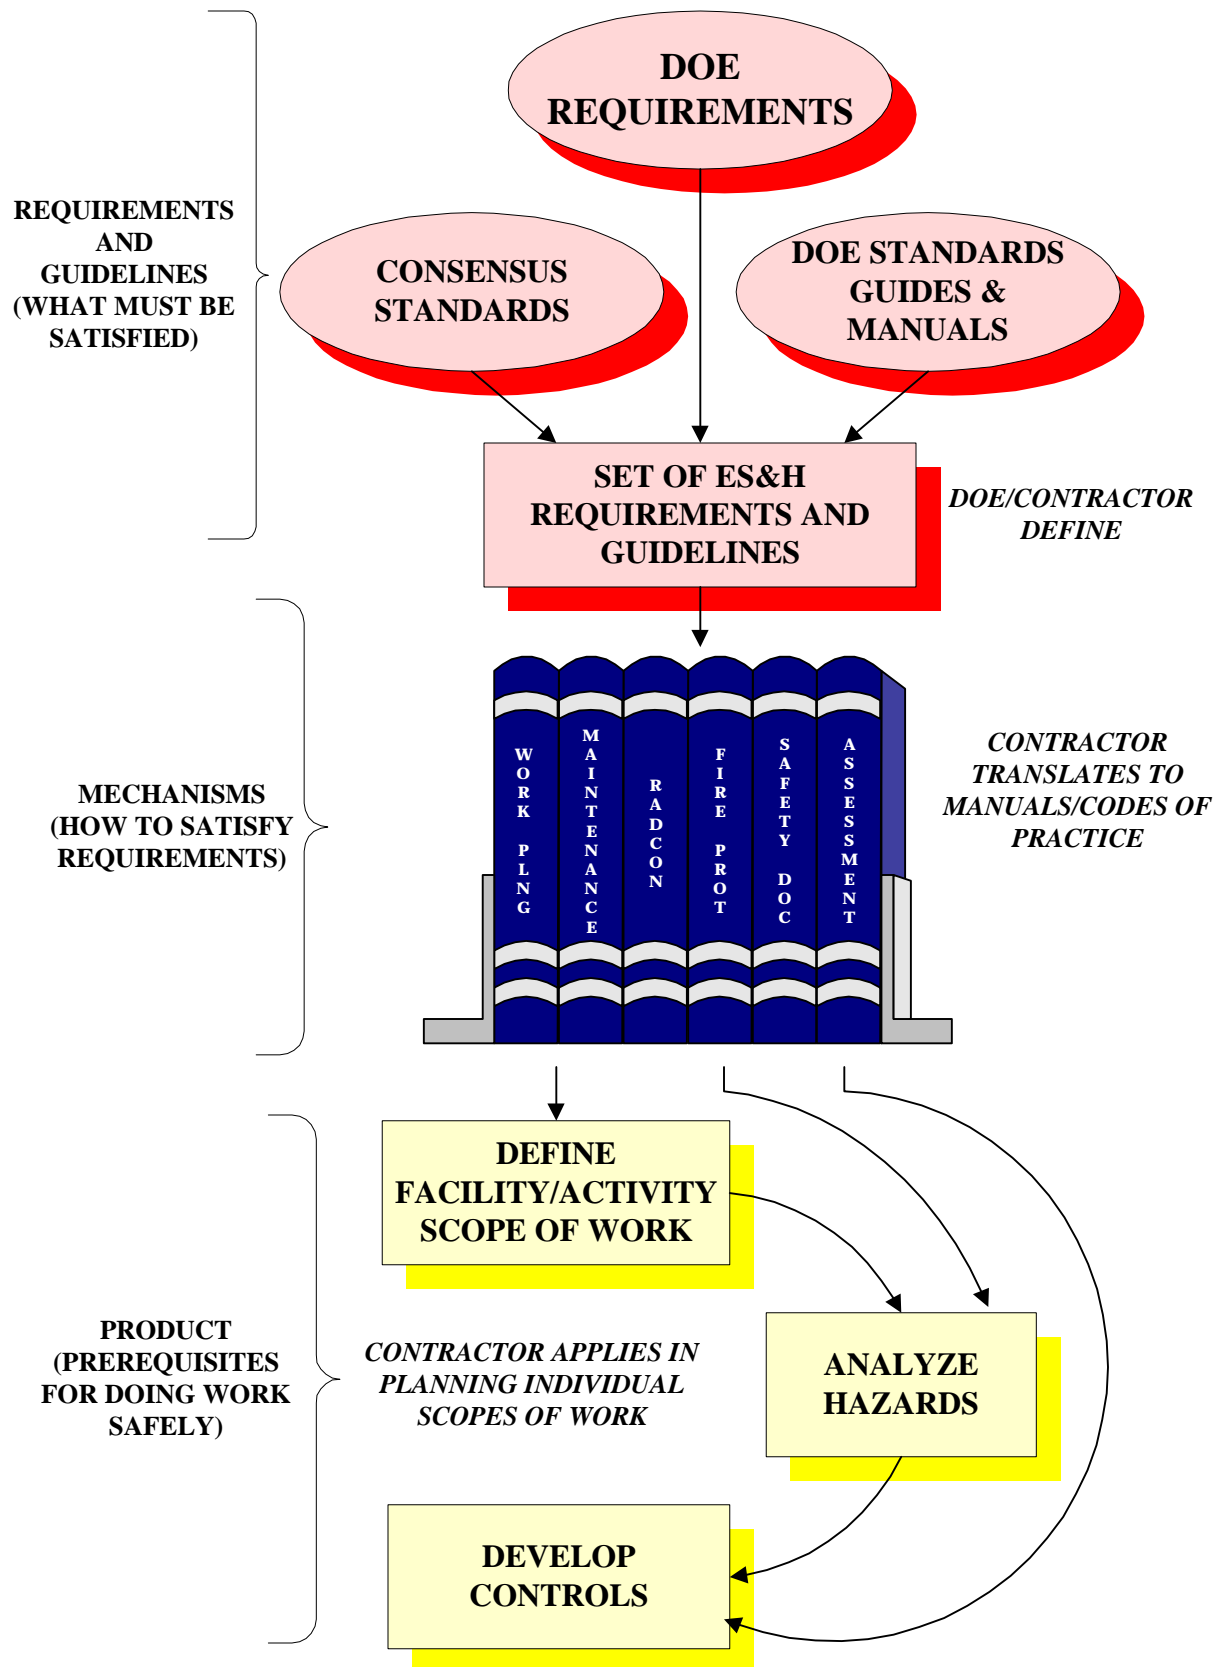 DOE
REQUIREMENTS
REQUIREMENTS
AND
GUIDELINES
(WHAT MUST BE
SATISFIED)
CONSENSUS
STANDARDS
DOE STANDARDS
GUIDES &
MANUALS
SET OF ES&H
REQUIREMENTS AND
GUIDELINES
DOE/CONTRACTOR
DEFINE
MECHANISMS
(HOW TO SATISFY
REQUIREMENTS)
WORK PLNG
MAINTENANCE
RADCON
FIRE PROT
SAFETY DOC
ASSESSMENT
CONTRACTOR
TRANSLATES TO
MANUALS/CODES OF
PRACTICE
DEFINE
FACILITY/ACTIVITY
SCOPE OF WORK
PRODUCT
(PREREQUISITES
FOR DOING WORK
SAFELY)
CONTRACTOR APPLIES IN
PLANNING INDIVIDUAL
SCOPES OF WORK
ANALYZE
HAZARDS
DEVELOP
CONTROLS